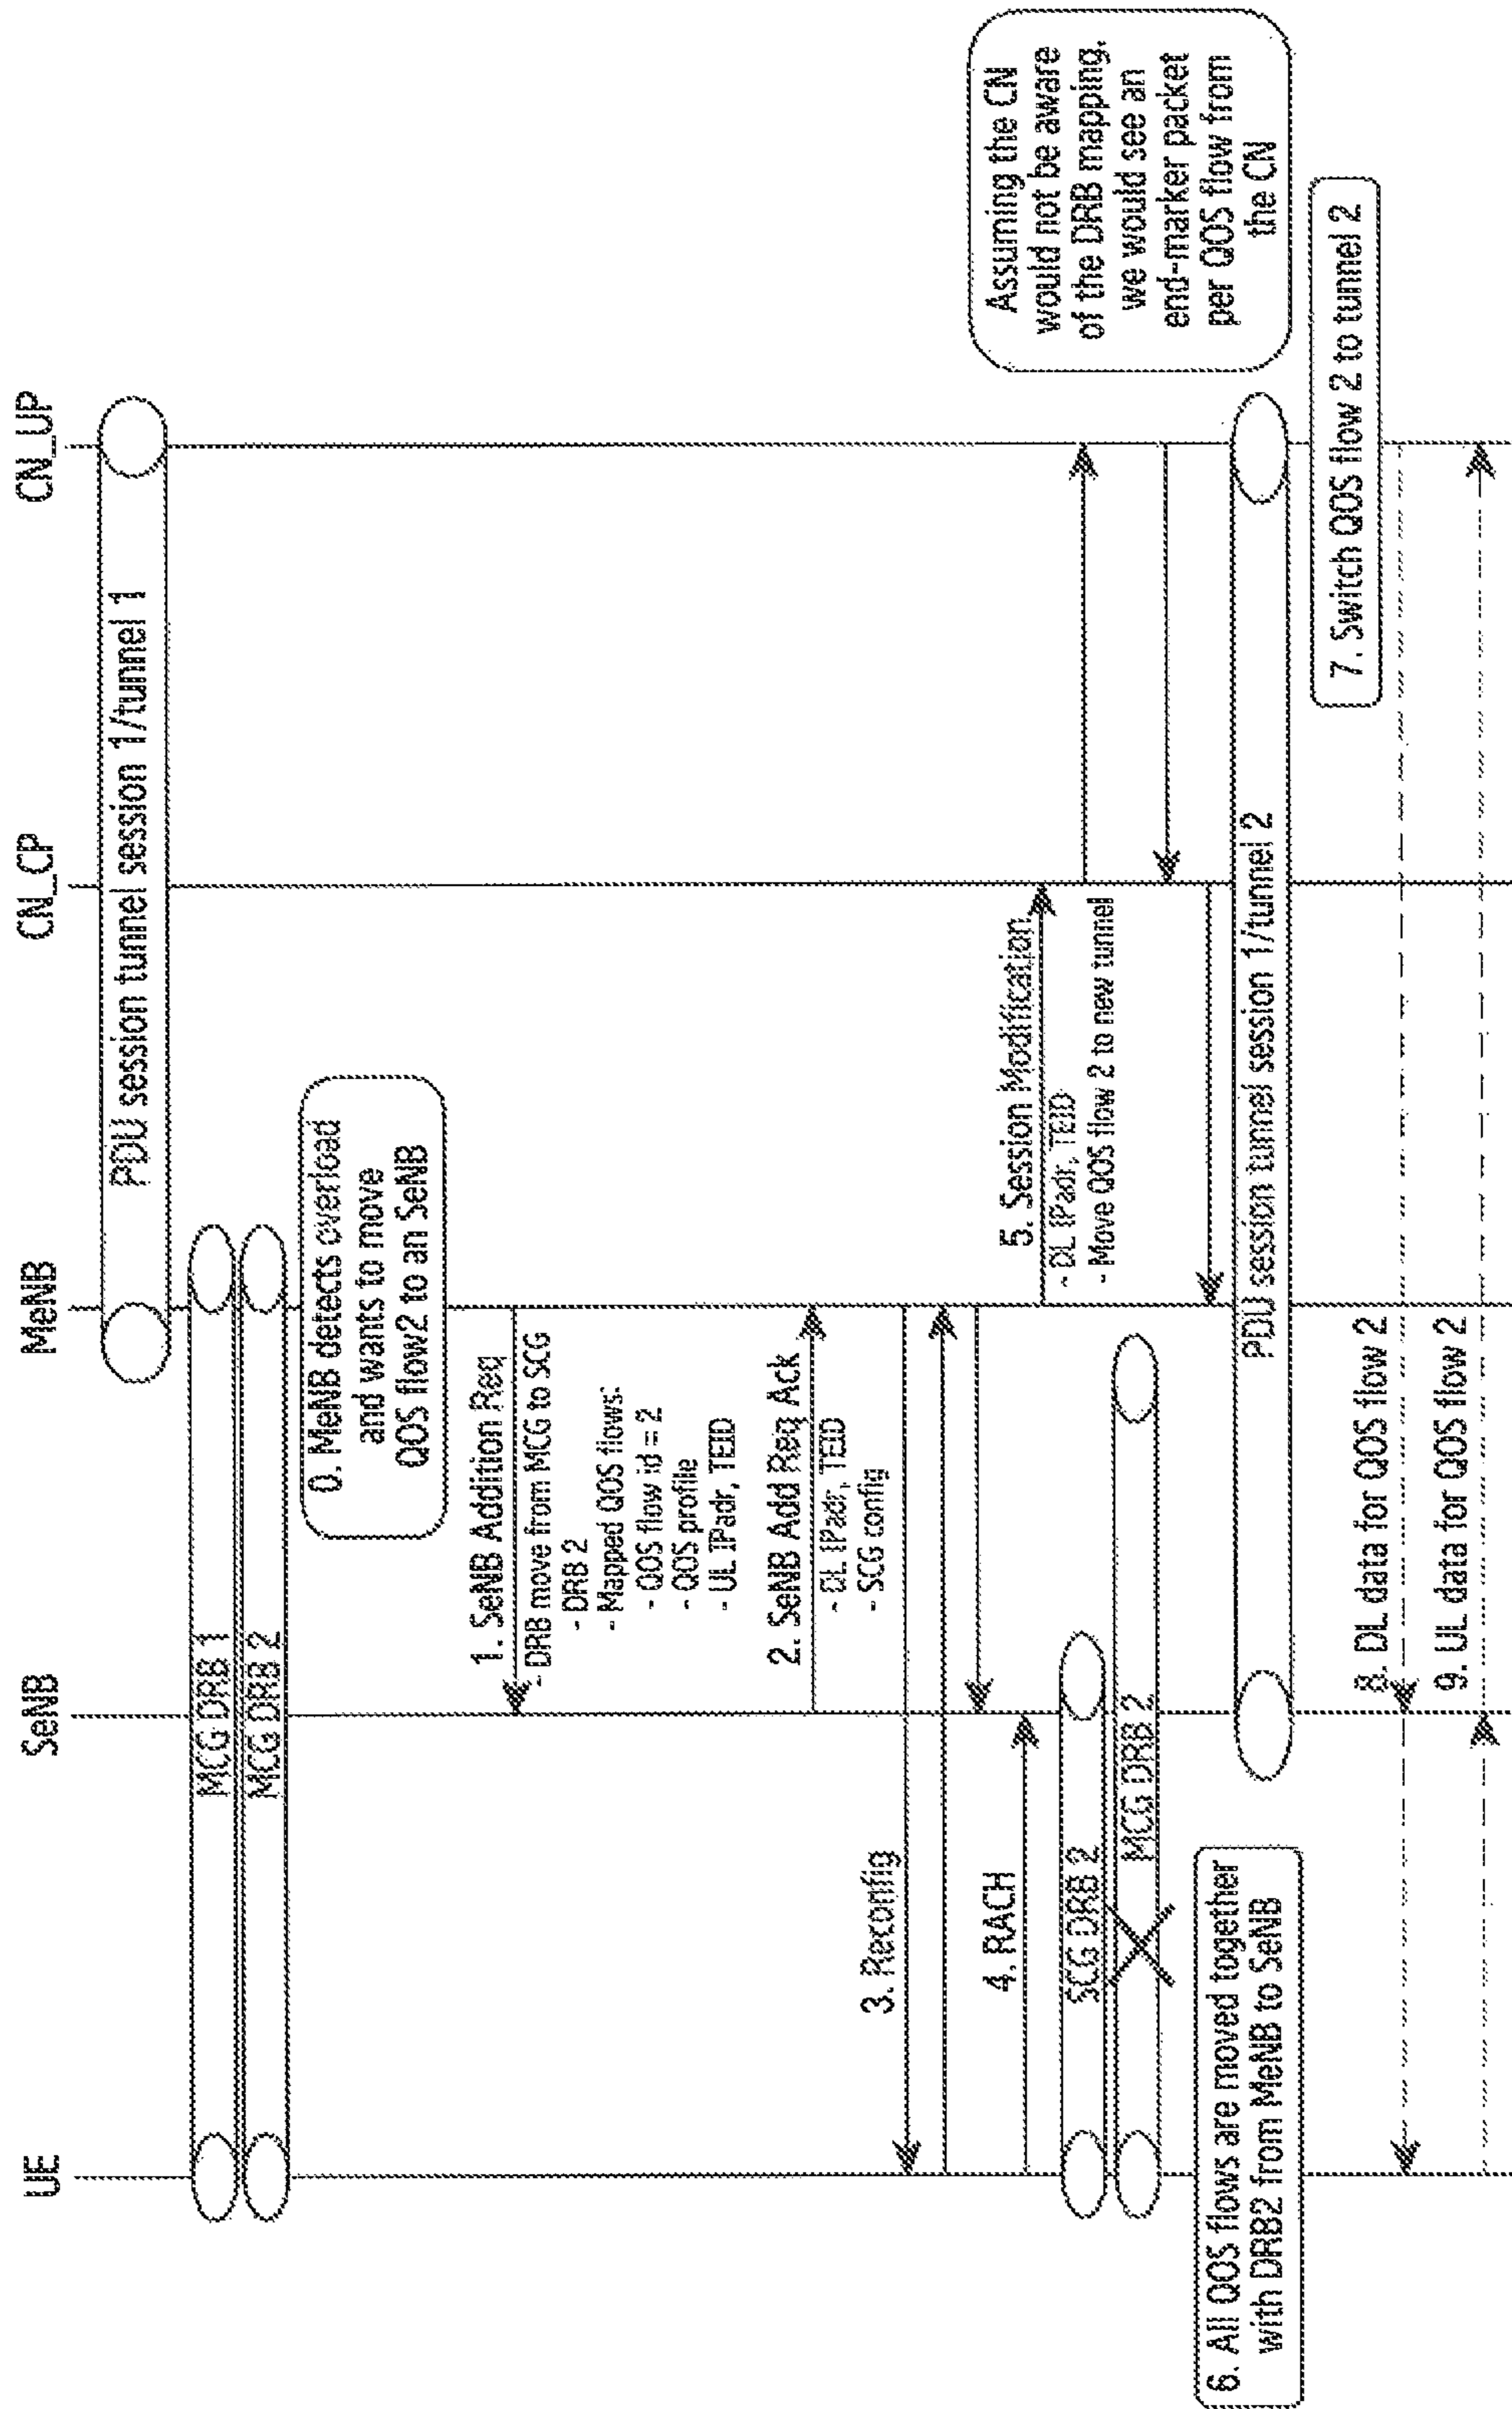 UE
SeNB
MeNB
CN_CP
CN_UP
PDU session tunnel session 1/tunnel 1
MCG DRB 1
MCG DRB 2
0. MeNB detects overload
and wants to move
QOS flow2 to an SeNB
1. SeNB Addition Req
- DRB move from MCG to SCG
- DRB 2
- Mapped QOS flows:
- QOS flow id = 2
- QOS profile
- UL IPadr, TEID
2. SeNB Add Req Ack
- DL IPadr, TEID
- SCG config
3. Reconfig
4. RACH
5. Session Modification
- DL IPadr, TEID
- Move QOS flow 2 to new tunnel
Assuming the CN
would not be aware
of the DRB mapping,
we would see an
end-marker packet
per QOS flow from
the CN
SCG DRB 2
MCG DRB 2
6. All QOS flows are moved together
with DRB2 from MeNB to SeNB
PDU session tunnel session 1/tunnel 2
7. Switch QOS flow 2 to tunnel 2
8. DL data for QOS flow 2
9. UL data for QOS flow 2